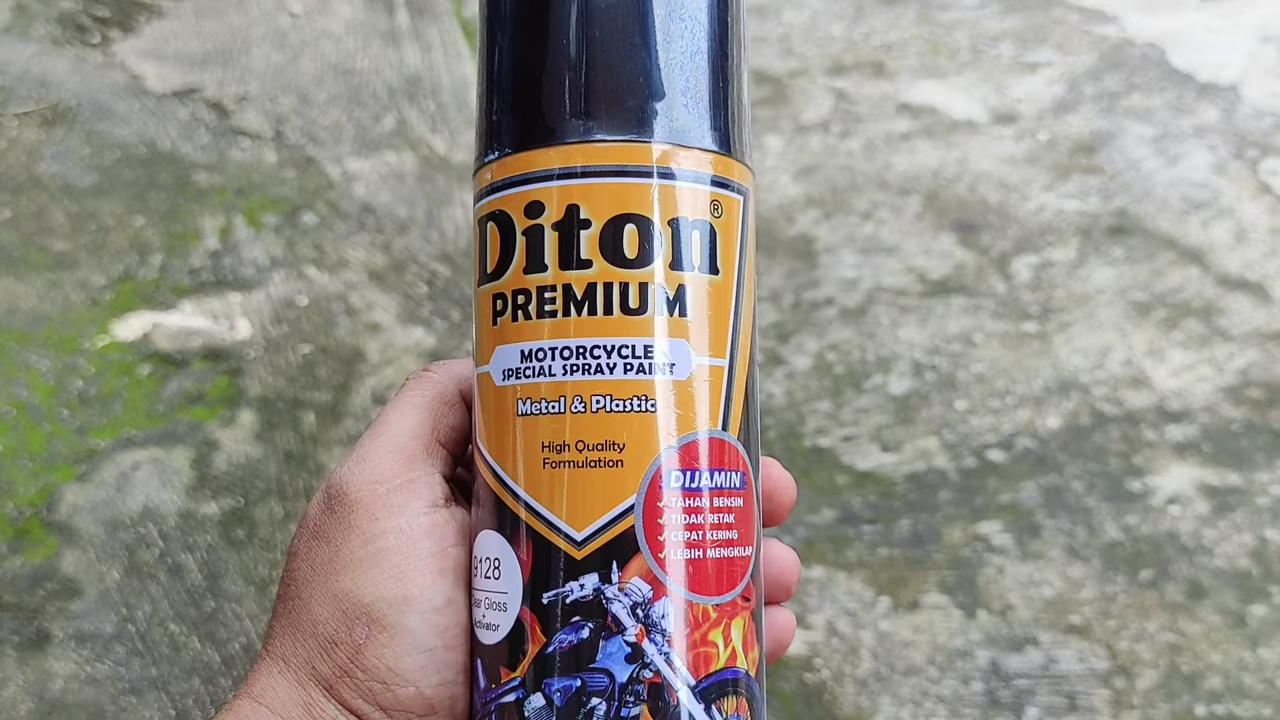 Diton®
PREMIUM
MOTORCYCLE
SPECIAL SPRAY PAINT
Metal & Plastic
High Quality
Formulation
DIJAMIN
✓ TAHAN BENSIN
✓ TIDAK RETAK
✓ CEPAT KERING
✓ LEBIH MENGKILAP
9128
Gloss
+